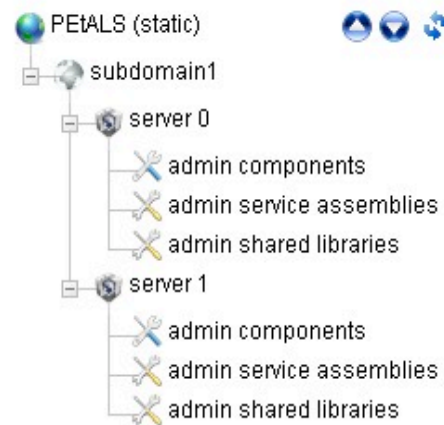 PEtALS (static)
subdomain1
server 0
admin components
admin service assemblies
admin shared libraries
server 1
admin components
admin service assemblies
admin shared libraries